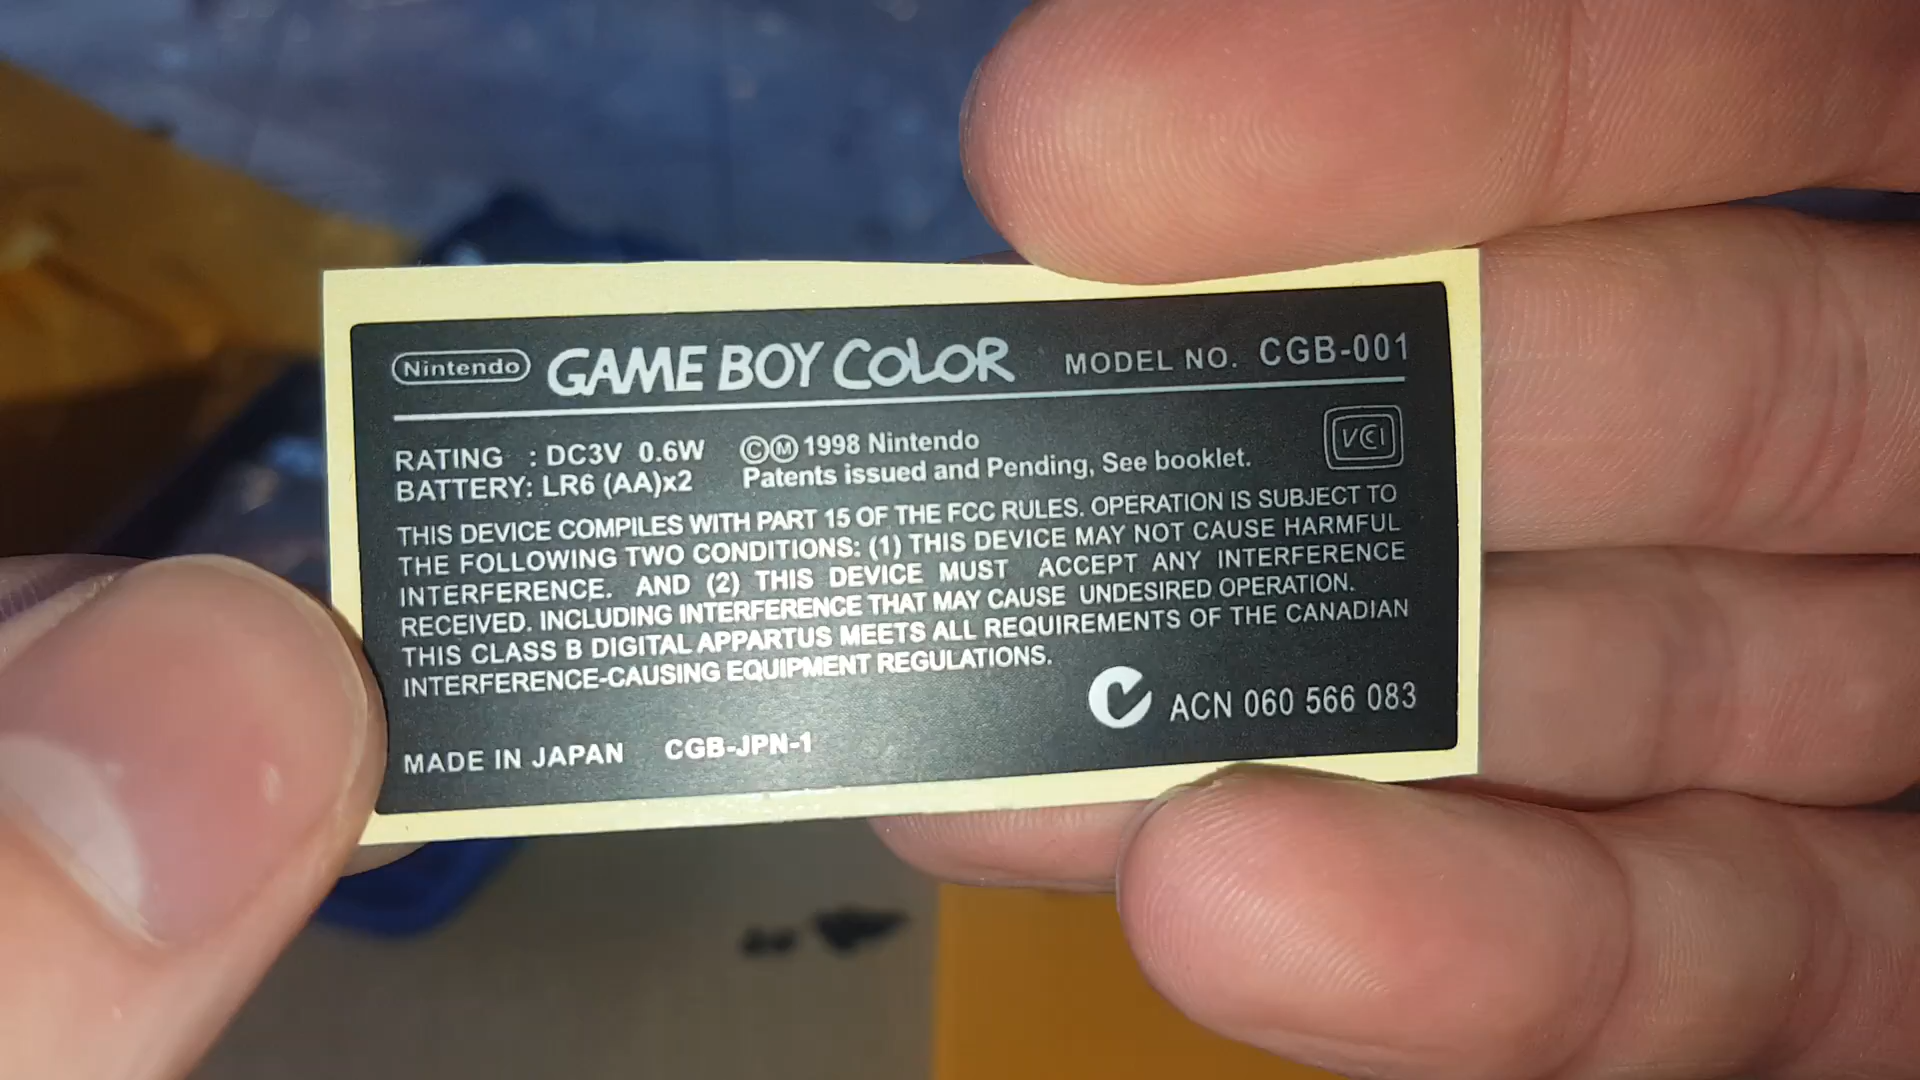 Nintendo GAME BOY COLOR MODEL NO. CGB-001
RATING : DC3V 0.6W ©Ⓜ 1998 Nintendo
BATTERY: LR6 (AA)x2 Patents issued and Pending, See booklet.
VCI
THIS DEVICE COMPILES WITH PART 15 OF THE FCC RULES. OPERATION IS SUBJECT TO
THE FOLLOWING TWO CONDITIONS: (1) THIS DEVICE MAY NOT CAUSE HARMFUL
INTERFERENCE. AND (2) THIS DEVICE MUST ACCEPT ANY INTERFERENCE
RECEIVED. INCLUDING INTERFERENCE THAT MAY CAUSE UNDESIRED OPERATION.
THIS CLASS B DIGITAL APPARTUS MEETS ALL REQUIREMENTS OF THE CANADIAN
INTERFERENCE-CAUSING EQUIPMENT REGULATIONS.
ACN 060 566 083
MADE IN JAPAN CGB-JPN-1